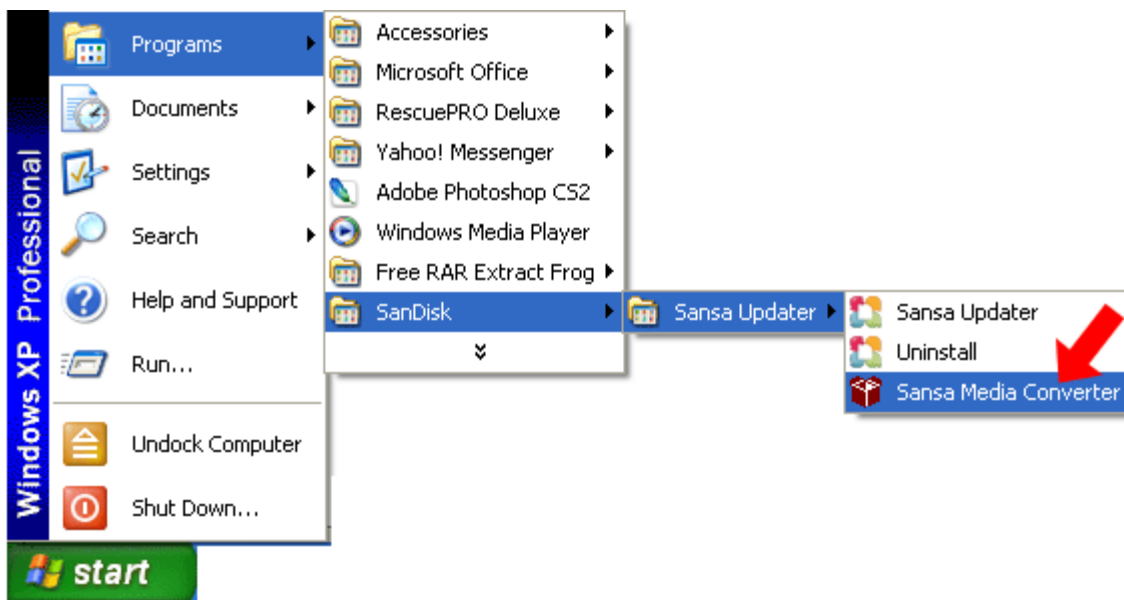 Windows XP Professional
Programs
Documents
Settings
Search
Help and Support
Run...
Undock Computer
Shut Down...
start
Accessories
Microsoft Office
RescuePRO Deluxe
Yahoo! Messenger
Adobe Photoshop CS2
Windows Media Player
Free RAR Extract Frog
SanDisk
Sansa Updater
Sansa Updater
Uninstall
Sansa Media Converter